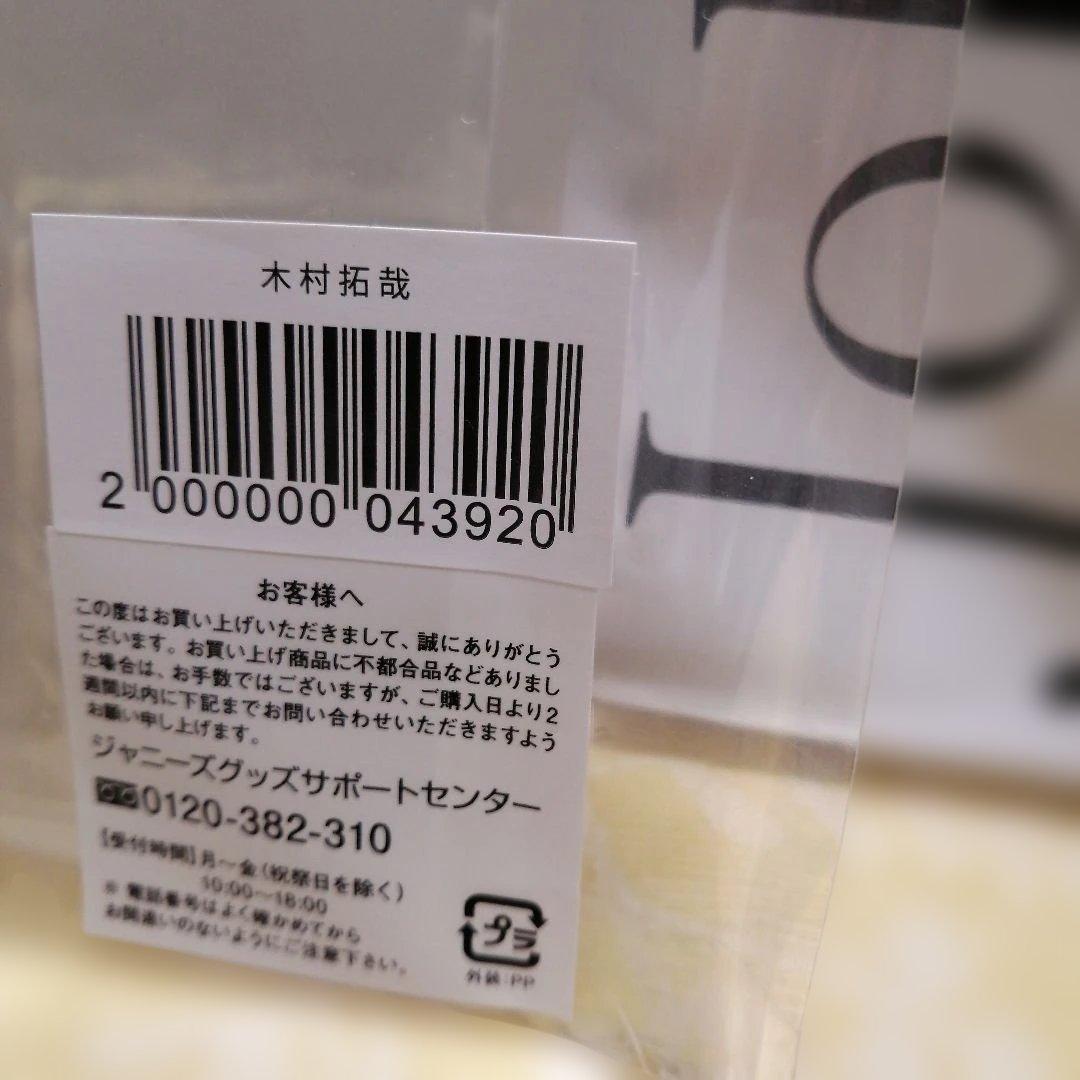 木村拓哉
2 000000 043920
お客様へ
この度はお買い上げいただきまして、誠にありがとう
ございます。お買い上げ商品に不都合品などありまし
た場合は、お手数ではございますが、ご購入日より2
週間以内に下記までお問い合わせいただきますよう
お願い申し上げます。
ジャニーズグッズサポートセンター
0120-382-310
【受付時間】月〜金（祝祭日を除く）
10:00〜18:00
※電話番号はよく確かめてから
お間違いのないようにご注意下さい。
プラ
外装:PP